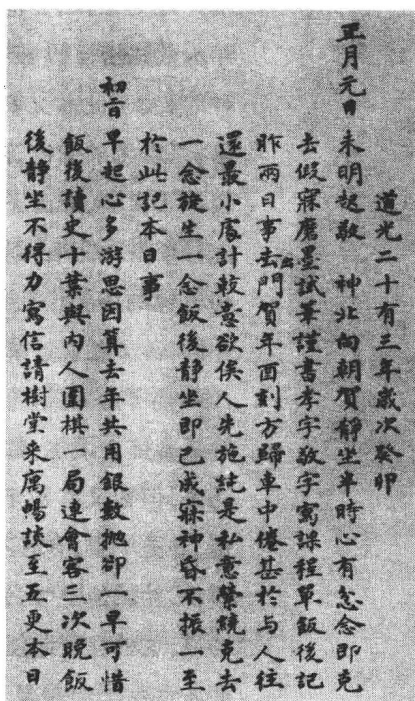 道光二十有三年歲次癸卯
正月元日未明起敬 神北向朝賀靜坐半時心有忿念即克
去假寐磨墨試筆謹書孝字敬字寫課程單飯後記
昨兩日事出門賀年酉刻方歸車中倦甚於与人往
還最小處計較意欲俟人先施純是私意縈繞克去
一念旋生一念飯後靜坐即已成寐神昏不振一至
於此記本日事
初二日早起心多游思因算去年共用銀數拋卻一早可惜
飯後讀史十葉與內人圍棋一局連會客三次晚飯
後靜坐不得力寫信請樹堂來寓暢談至五更本日